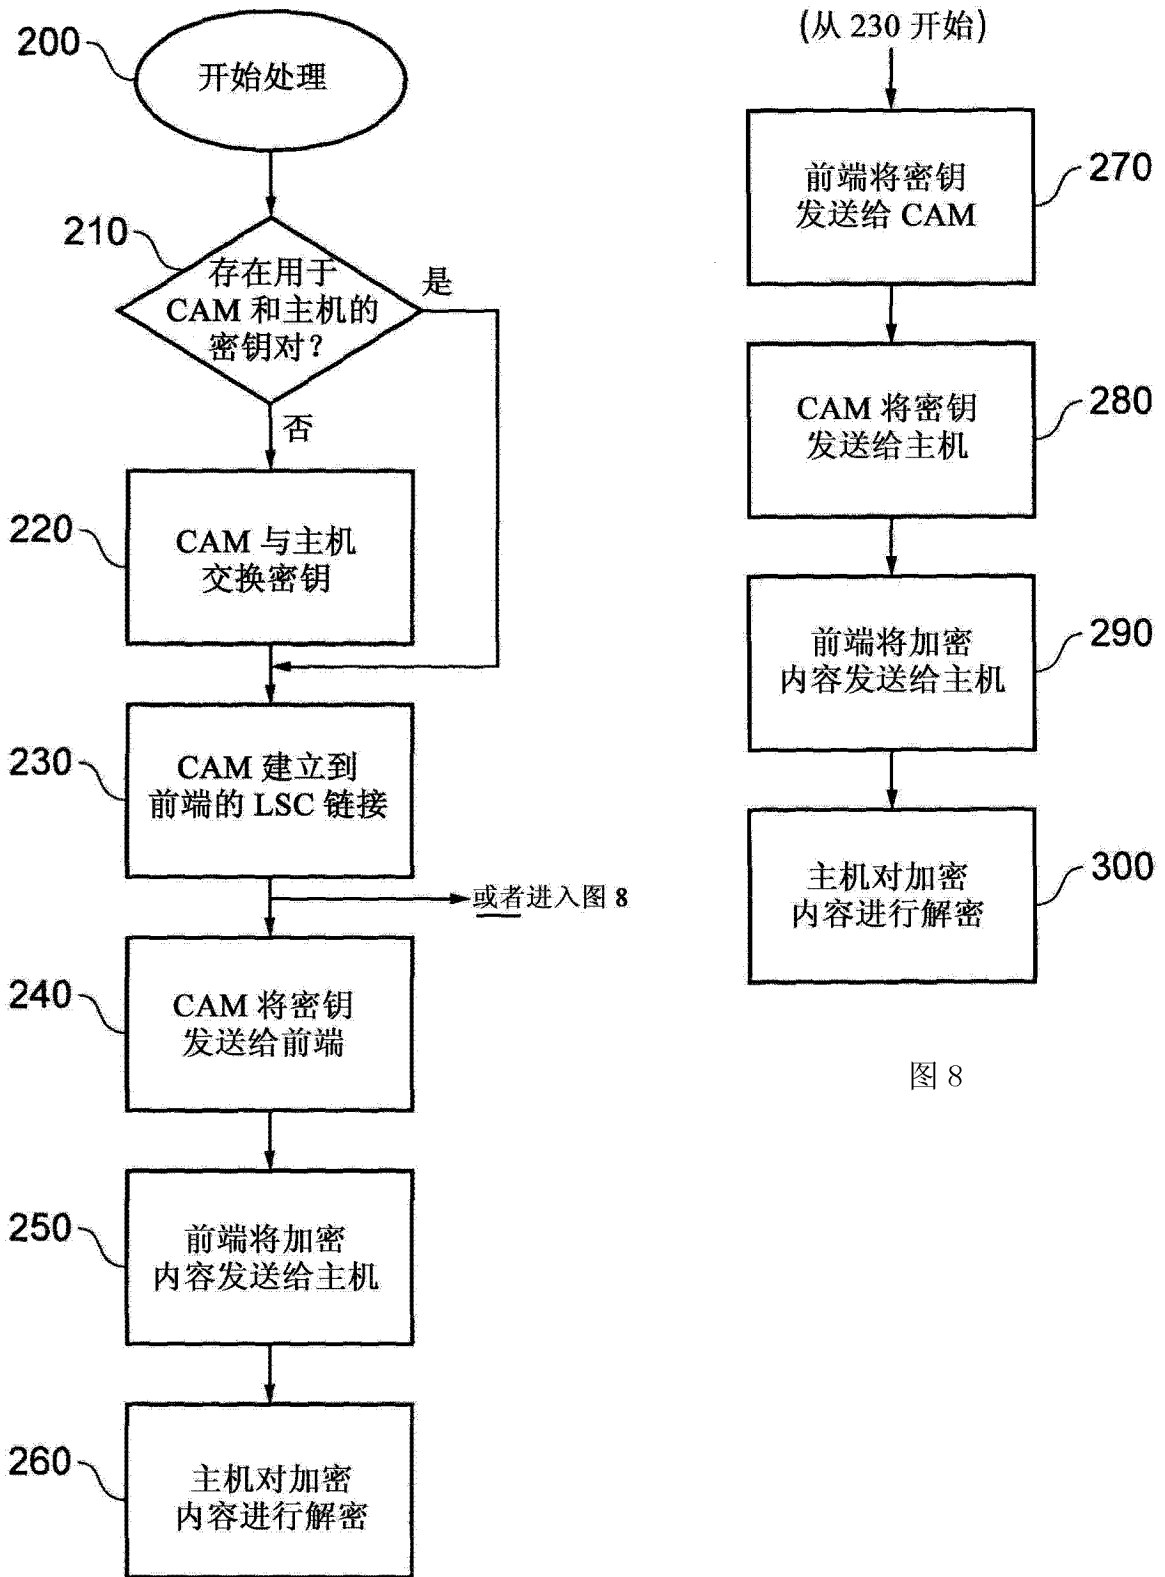 200
开始处理
210
存在用于
CAM 和主机的
密钥对？
是
否
220
CAM 与主机
交换密钥
230
CAM 建立到
前端的 LSC 链接
或者进入图 8
240
CAM 将密钥
发送给前端
250
前端将加密
内容发送给主机
260
主机对加密
内容进行解密
(从 230 开始)
270
前端将密钥
发送给 CAM
280
CAM 将密钥
发送给主机
290
前端将加密
内容发送给主机
300
主机对加密
内容进行解密
图 8